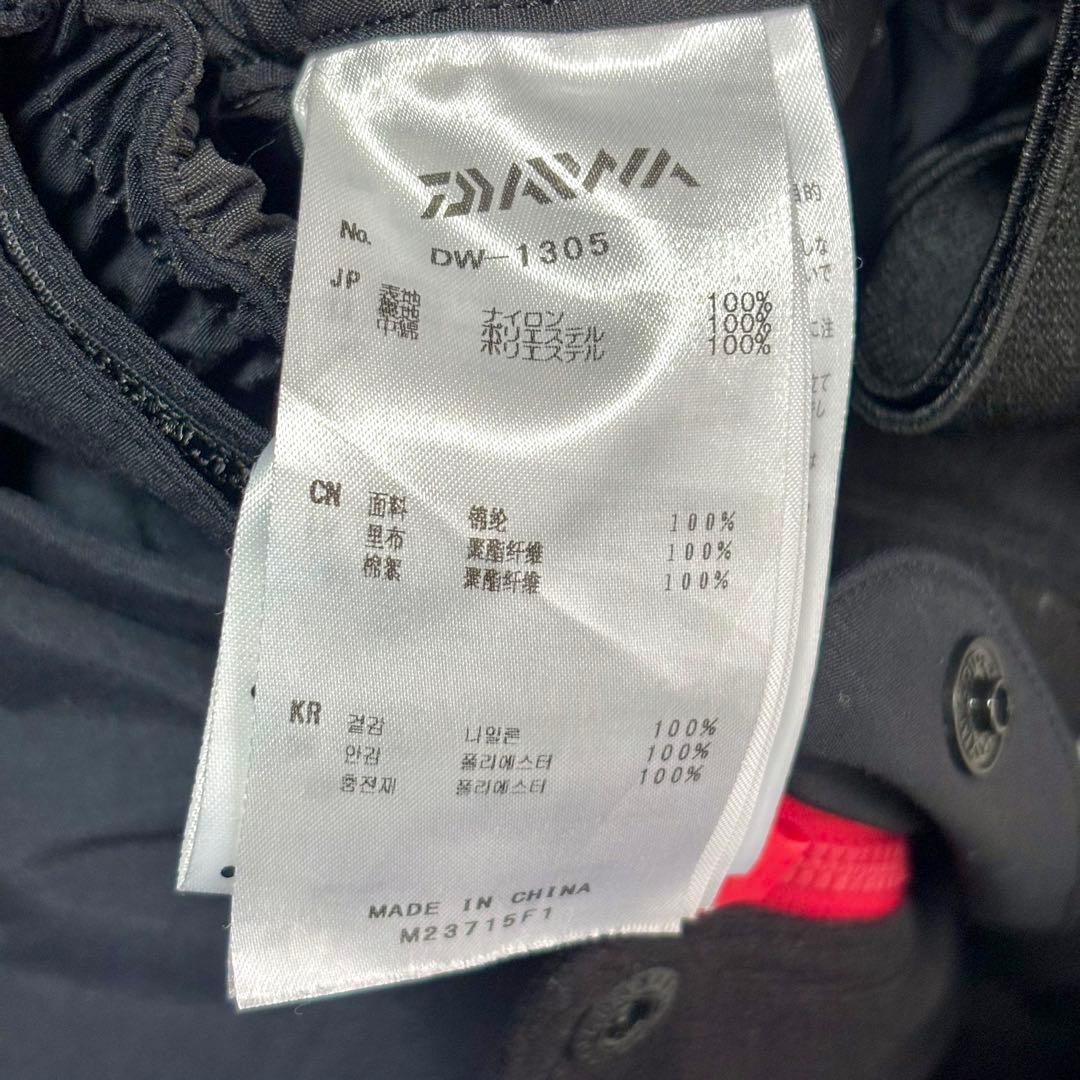 DAIWA
No. DW-1305
JP 表地 ナイロン 100%
裏地 ポリエステル 100%
中綿 ポリエステル 100%
CN 面料 锦纶 100%
里布 聚酯纤维 100%
棉絮 聚酯纤维 100%
KR 겉감 나일론 100%
안감 폴리에스터 100%
충전재 폴리에스터 100%
MADE IN CHINA
M23715F1